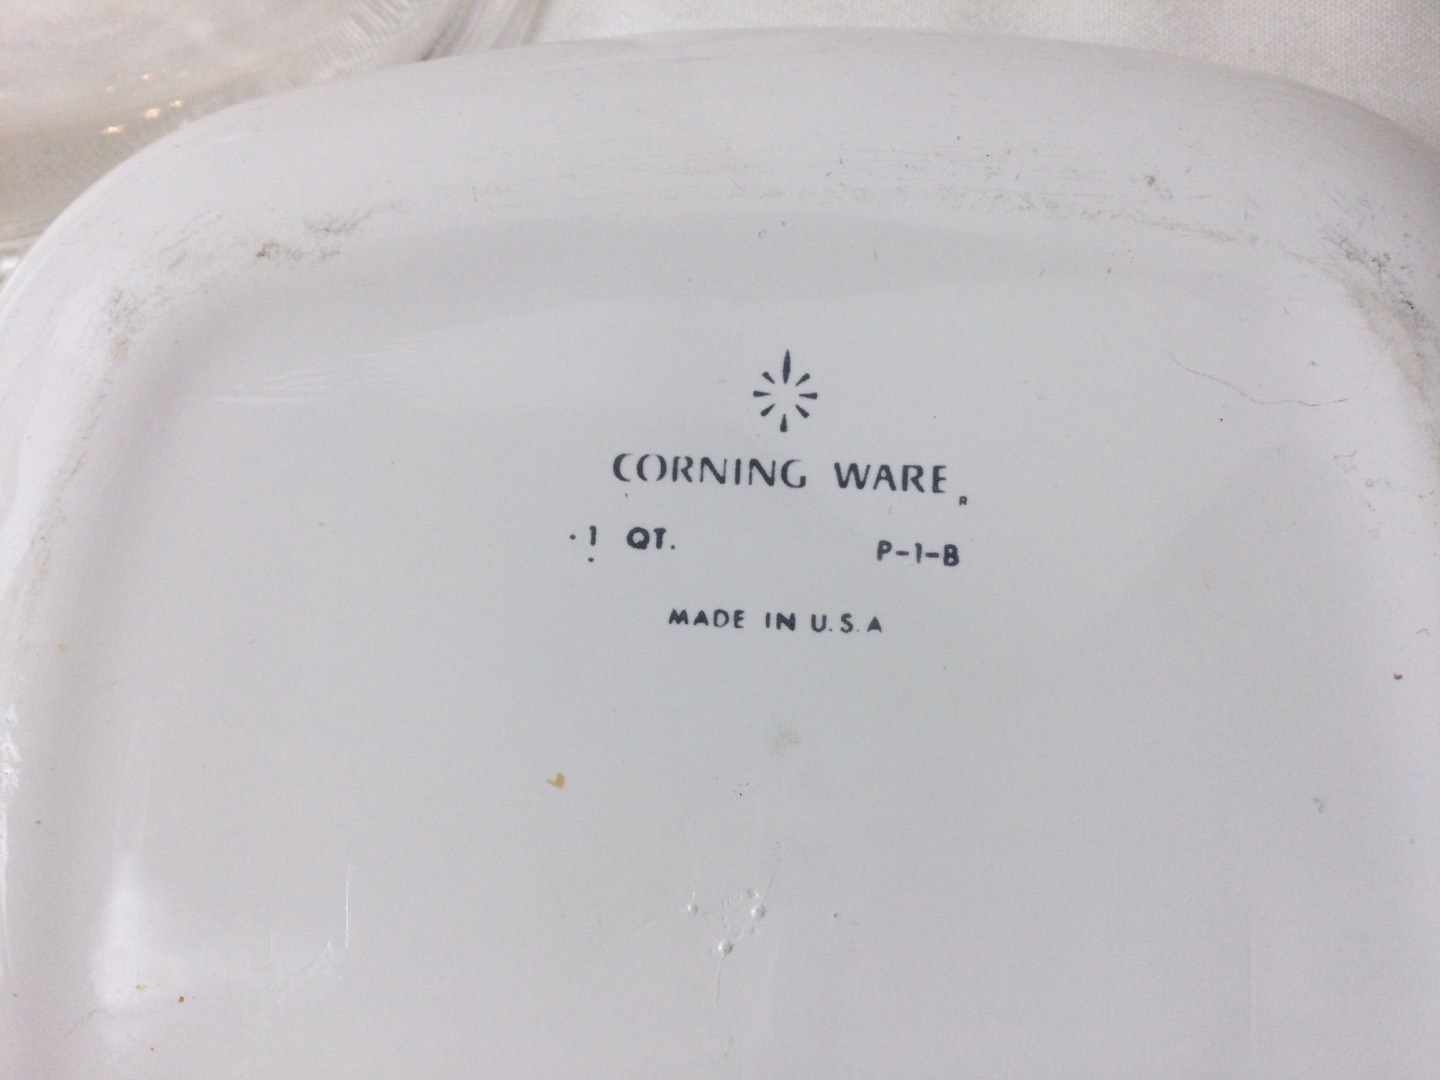 CORNING WARE R
1 QT. P-1-B
MADE IN U.S.A